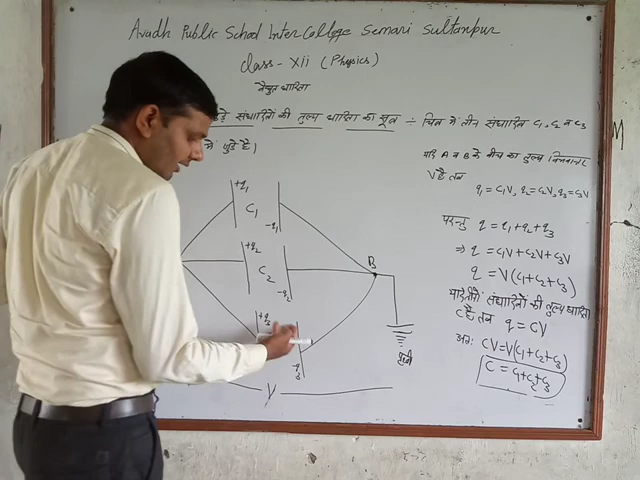 Avadh Public School Inter College Semari Sultanpur
Class - XII (Physics)
वैद्युत धारिता
संधारित्रों की तुल्य धारिता का सूत्र ÷ चित्र में तीन संधारित्र C₁, C₂ व C₃
में जुड़े है।
यदि A व B के बीच का तुल्य विभवान्तर
V है तब
q₁ = C₁V, q₂ = C₂V, q₃ = C₃V
परन्तु q = q₁ + q₂ + q₃
⇒ q = C₁V + C₂V + C₃V
q = V(C₁ + C₂ + C₃)
संधारित्रों की तुल्य धारिता
C है तब q = CV
अतः CV = V(C₁ + C₂ + C₃)
C = C₁ + C₂ + C₃
+q₁
C₁
-q₁
+q₂
C₂
-q₂
+q₃
-q₃
B
पृथ्वी
V
M